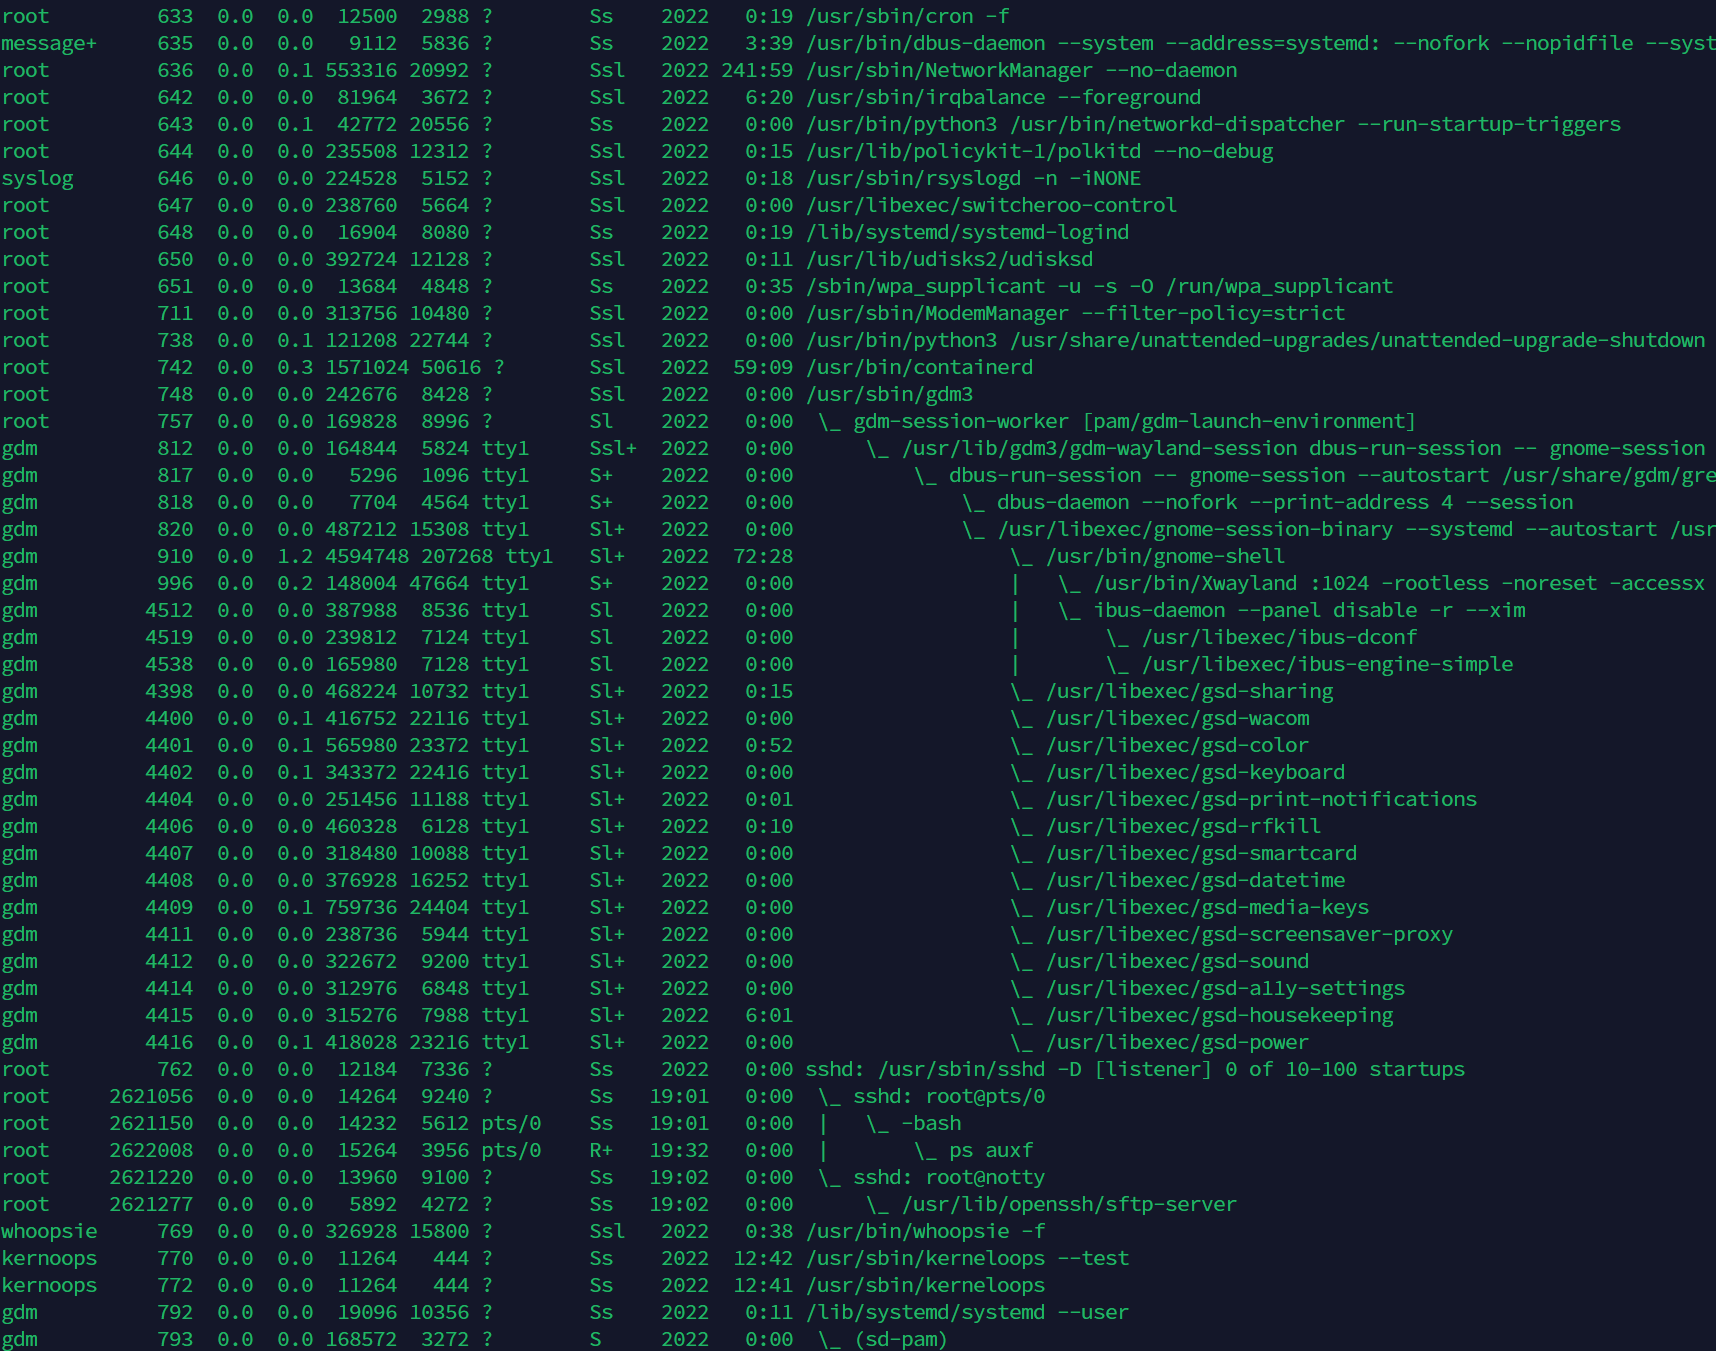 root         633  0.0  0.0  12500  2988 ?        Ss    2022   0:19 /usr/sbin/cron -f
message+     635  0.0  0.0   9112  5836 ?        Ss    2022   3:39 /usr/bin/dbus-daemon --system --address=systemd: --nofork --nopidfile --syst
root         636  0.0  0.1 553316 20992 ?        Ssl   2022 241:59 /usr/sbin/NetworkManager --no-daemon
root         642  0.0  0.0  81964  3672 ?        Ssl   2022   6:20 /usr/sbin/irqbalance --foreground
root         643  0.0  0.1  42772 20556 ?        Ss    2022   0:00 /usr/bin/python3 /usr/bin/networkd-dispatcher --run-startup-triggers
root         644  0.0  0.0 235508 12312 ?        Ssl   2022   0:15 /usr/lib/policykit-1/polkitd --no-debug
syslog       646  0.0  0.0 224528  5152 ?        Ssl   2022   0:18 /usr/sbin/rsyslogd -n -iNONE
root         647  0.0  0.0 238760  5664 ?        Ssl   2022   0:00 /usr/libexec/switcheroo-control
root         648  0.0  0.0  16904  8080 ?        Ss    2022   0:19 /lib/systemd/systemd-logind
root         650  0.0  0.0 392724 12128 ?        Ssl   2022   0:11 /usr/lib/udisks2/udisksd
root         651  0.0  0.0  13684  4848 ?        Ss    2022   0:35 /sbin/wpa_supplicant -u -s -O /run/wpa_supplicant
root         711  0.0  0.0 313756 10480 ?        Ssl   2022   0:00 /usr/sbin/ModemManager --filter-policy=strict
root         738  0.0  0.1 121208 22744 ?        Ssl   2022   0:00 /usr/bin/python3 /usr/share/unattended-upgrades/unattended-upgrade-shutdown
root         742  0.0  0.3 1571024 50616 ?       Ssl   2022  59:09 /usr/bin/containerd
root         748  0.0  0.0 242676  8428 ?        Ssl   2022   0:00 /usr/sbin/gdm3
root         757  0.0  0.0 169828  8996 ?        Sl    2022   0:00  \_ gdm-session-worker [pam/gdm-launch-environment]
gdm          812  0.0  0.0 164844  5824 tty1     Ssl+  2022   0:00      \_ /usr/lib/gdm3/gdm-wayland-session dbus-run-session -- gnome-session
gdm          817  0.0  0.0   5296  1096 tty1     S+    2022   0:00          \_ dbus-run-session -- gnome-session --autostart /usr/share/gdm/gre
gdm          818  0.0  0.0   7704  4564 tty1     S+    2022   0:00              \_ dbus-daemon --nofork --print-address 4 --session
gdm          820  0.0  0.0 487212 15308 tty1     Sl+   2022   0:00              \_ /usr/libexec/gnome-session-binary --systemd --autostart /usr
gdm          910  0.0  1.2 4594748 207268 tty1   Sl+   2022  72:28                  \_ /usr/bin/gnome-shell
gdm          996  0.0  0.2 148004 47664 tty1     S+    2022   0:00                  |   \_ /usr/bin/Xwayland :1024 -rootless -noreset -accessx
gdm         4512  0.0  0.0 387988  8536 tty1     Sl    2022   0:00                  |   \_ ibus-daemon --panel disable -r --xim
gdm         4519  0.0  0.0 239812  7124 tty1     Sl    2022   0:00                  |       \_ /usr/libexec/ibus-dconf
gdm         4538  0.0  0.0 165980  7128 tty1     Sl    2022   0:00                  |       \_ /usr/libexec/ibus-engine-simple
gdm         4398  0.0  0.0 468224 10732 tty1     Sl+   2022   0:15                  \_ /usr/libexec/gsd-sharing
gdm         4400  0.0  0.1 416752 22116 tty1     Sl+   2022   0:00                  \_ /usr/libexec/gsd-wacom
gdm         4401  0.0  0.1 565980 23372 tty1     Sl+   2022   0:52                  \_ /usr/libexec/gsd-color
gdm         4402  0.0  0.1 343372 22416 tty1     Sl+   2022   0:00                  \_ /usr/libexec/gsd-keyboard
gdm         4404  0.0  0.0 251456 11188 tty1     Sl+   2022   0:01                  \_ /usr/libexec/gsd-print-notifications
gdm         4406  0.0  0.0 460328  6128 tty1     Sl+   2022   0:10                  \_ /usr/libexec/gsd-rfkill
gdm         4407  0.0  0.0 318480 10088 tty1     Sl+   2022   0:00                  \_ /usr/libexec/gsd-smartcard
gdm         4408  0.0  0.0 376928 16252 tty1     Sl+   2022   0:00                  \_ /usr/libexec/gsd-datetime
gdm         4409  0.0  0.1 759736 24404 tty1     Sl+   2022   0:00                  \_ /usr/libexec/gsd-media-keys
gdm         4411  0.0  0.0 238736  5944 tty1     Sl+   2022   0:00                  \_ /usr/libexec/gsd-screensaver-proxy
gdm         4412  0.0  0.0 322672  9200 tty1     Sl+   2022   0:00                  \_ /usr/libexec/gsd-sound
gdm         4414  0.0  0.0 312976  6848 tty1     Sl+   2022   0:00                  \_ /usr/libexec/gsd-a11y-settings
gdm         4415  0.0  0.0 315276  7988 tty1     Sl+   2022   6:01                  \_ /usr/libexec/gsd-housekeeping
gdm         4416  0.0  0.1 418028 23216 tty1     Sl+   2022   0:00                  \_ /usr/libexec/gsd-power
root         762  0.0  0.0  12184  7336 ?        Ss    2022   0:00 sshd: /usr/sbin/sshd -D [listener] 0 of 10-100 startups
root     2621056  0.0  0.0  14264  9240 ?        Ss   19:01   0:00  \_ sshd: root@pts/0
root     2621150  0.0  0.0  14232  5612 pts/0    Ss   19:01   0:00  |   \_ -bash
root     2622008  0.0  0.0  15264  3956 pts/0    R+   19:32   0:00  |       \_ ps auxf
root     2621220  0.0  0.0  13960  9100 ?        Ss   19:02   0:00  \_ sshd: root@notty
root     2621277  0.0  0.0   5892  4272 ?        Ss   19:02   0:00      \_ /usr/lib/openssh/sftp-server
whoopsie     769  0.0  0.0 326928 15800 ?        Ssl   2022   0:38 /usr/bin/whoopsie -f
kernoops     770  0.0  0.0  11264   444 ?        Ss    2022  12:42 /usr/sbin/kerneloops --test
kernoops     772  0.0  0.0  11264   444 ?        Ss    2022  12:41 /usr/sbin/kerneloops
gdm          792  0.0  0.0  19096 10356 ?        Ss    2022   0:11 /lib/systemd/systemd --user
gdm          793  0.0  0.0 168572  3272 ?        S     2022   0:00  \_ (sd-pam)